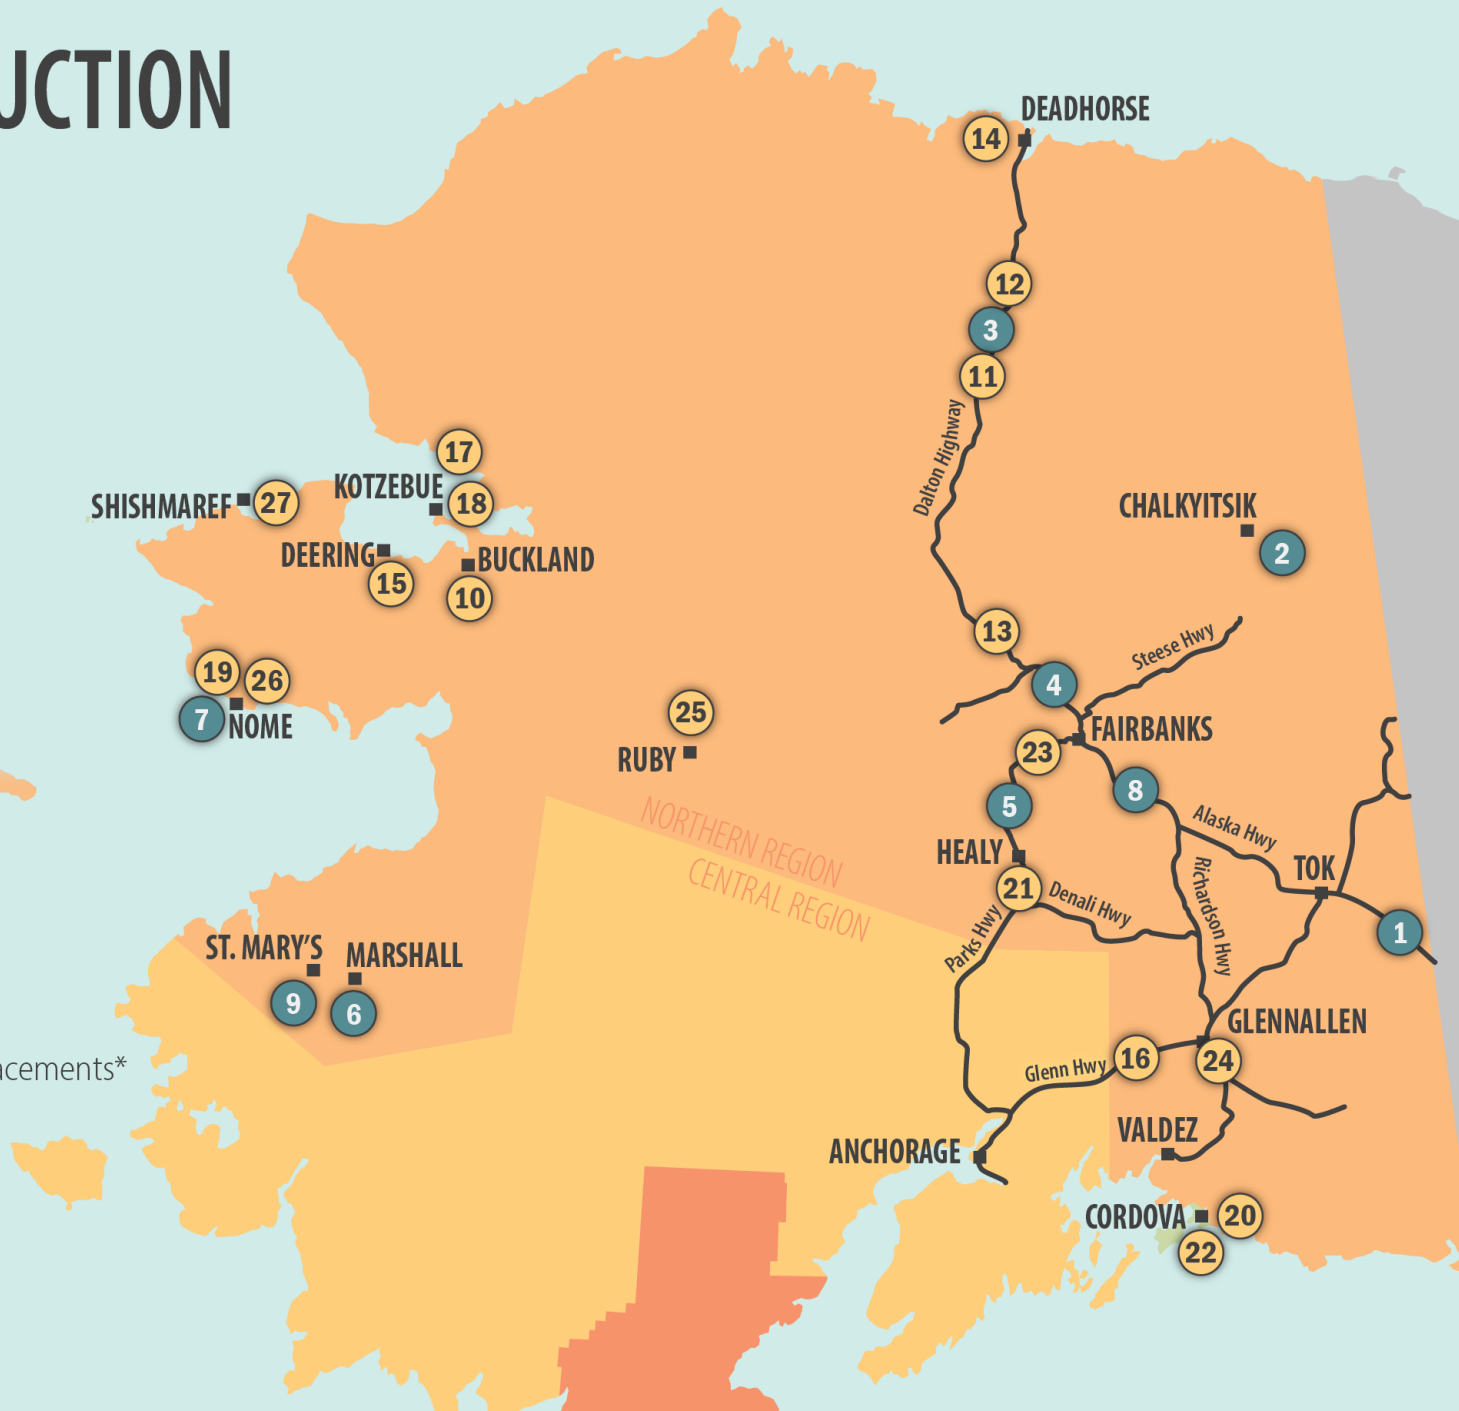 UCTION
DEADHORSE
14
12
3
11
Dalton Highway
17
KOTZEBUE
SHISHMAREF
27
18
CHALKYITSIK
2
DEERING
BUCKLAND
15
10
13
Steese Hwy
19
26
4
7
NOME
25
FAIRBANKS
RUBY
23
5
8
NORTHERN REGION
CENTRAL REGION
Alaska Hwy
HEALY
TOK
21
Denali Hwy
Richardson Hwy
Parks Hwy
1
ST. MARY'S
MARSHALL
9
6
GLENNALLEN
16
24
Glenn Hwy
acements*
VALDEZ
ANCHORAGE
CORDOVA
20
22